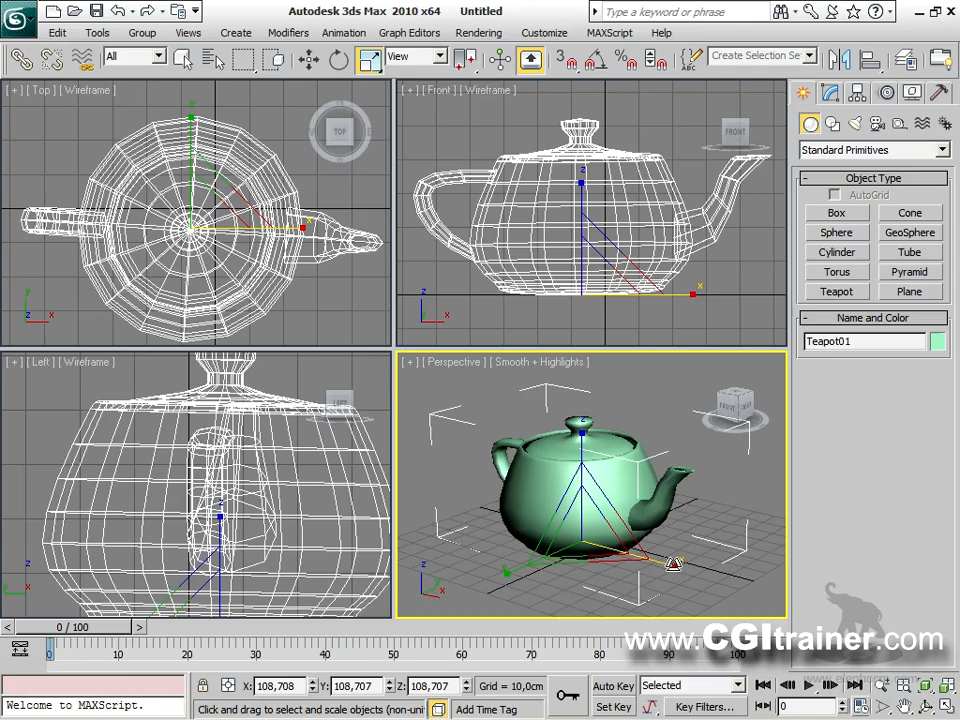 Autodesk 3ds Max 2010 x64 Untitled
Type a keyword or phrase
Edit Tools Group Views Create Modifiers Animation Graph Editors Rendering Customize MAXScript Help
All
View
3
ABC
Create Selection Se
[ + ] [ Top ] [ Wireframe ]
TOP
y
x
y
z x
[ + ] [ Front ] [ Wireframe ]
FRONT
z
x
z
x
[ + ] [ Left ] [ Wireframe ]
LEFT
z
z
y
[ + ] [ Perspective ] [ Smooth + Highlights ]
FRONT
z
z
x
Standard Primitives
- Object Type
AutoGrid
Box Cone
Sphere GeoSphere
Cylinder Tube
Torus Pyramid
Teapot Plane
- Name and Color
Teapot01
< 0 / 100 >
0 10 20 30 40 50 60 70 80 90 100
www.CGItrainer.com
X: 108,708 Y: 108,707 Z: 108,707 Grid = 10,0cm
Auto Key Selected
Welcome to MAXScript.
Click and drag to select and scale objects (non-uni
Add Time Tag
Set Key Key Filters...
0